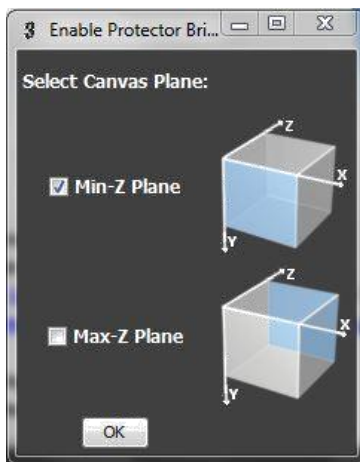 Enable Protector Bri...
Select Canvas Plane:
Z
Min-Z Plane
X
Y
Z
Max-Z Plane
X
Y
OK